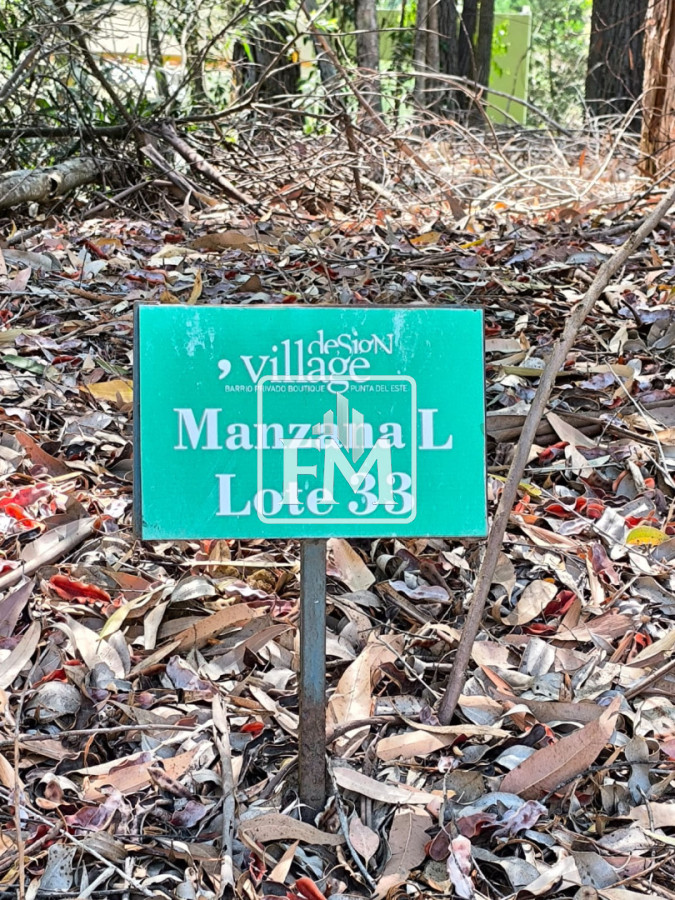 deSigN
, village
BARRIO PRIVADO BOUTIQUE PUNTA DEL ESTE
Manzana L
Lote 33
FM